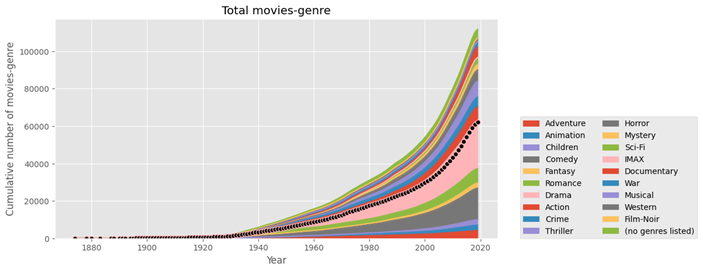 Total movies-genre
Cumulative number of movies-genre
100000
80000
60000
40000
20000
0
1880
1900
1920
1940
1960
1980
2000
2020
Year
Adventure
Animation
Children
Comedy
Fantasy
Romance
Drama
Action
Crime
Thriller
Horror
Mystery
Sci-Fi
IMAX
Documentary
War
Musical
Western
Film-Noir
(no genres listed)